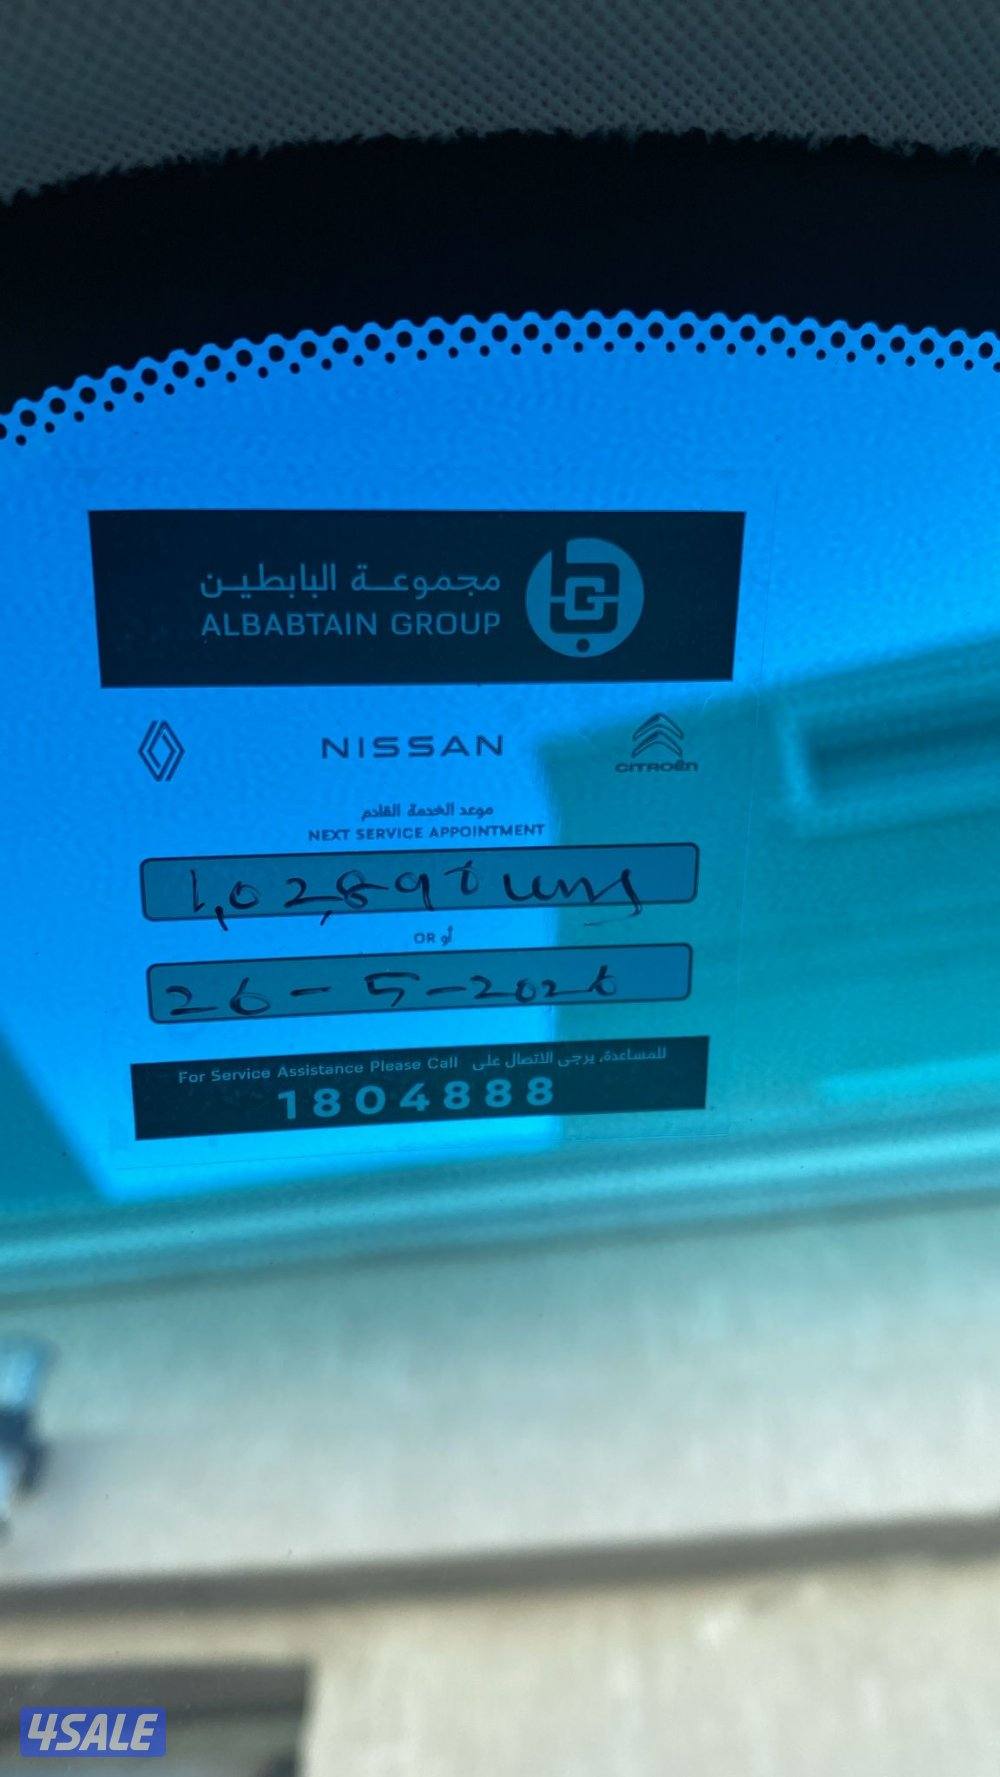 مجموعة البابطين
ALBABTAIN GROUP
NISSAN
CITROËN
موعد الخدمة القادم
NEXT SERVICE APPOINTMENT
1,02,890 kms
OR أو
26-5-2026
For Service Assistance Please Call للمساعدة، يرجى الاتصال على
1804888
4SALE